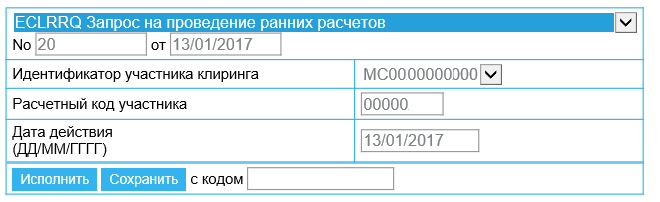 ECLRRQ Запрос на проведение ранних расчетов
No 20 от 13/01/2017
Идентификатор участника клиринга MC0000000000
Расчетный код участника 00000
Дата действия
(ДД/ММ/ГГГГ) 13/01/2017
Исполнить Сохранить с кодом